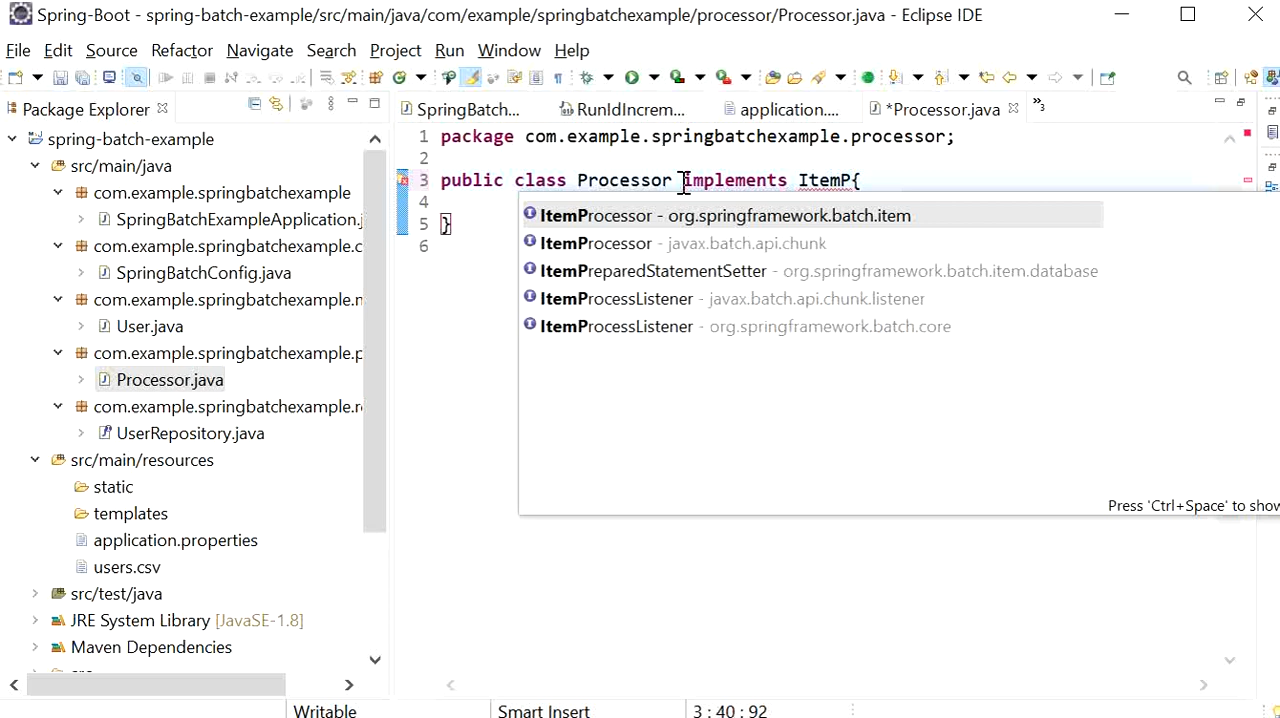 Spring-Boot - spring-batch-example/src/main/java/com/example/springbatchexample/processor/Processor.java - Eclipse IDE
File Edit Source Refactor Navigate Search Project Run Window Help
Package Explorer
SpringBatch... RunIdIncrem... application.... *Processor.java »3
spring-batch-example
src/main/java
com.example.springbatchexample
SpringBatchExampleApplication.j
com.example.springbatchexample.c
SpringBatchConfig.java
com.example.springbatchexample.m
User.java
com.example.springbatchexample.p
Processor.java
com.example.springbatchexample.re
UserRepository.java
src/main/resources
static
templates
application.properties
users.csv
src/test/java
JRE System Library [JavaSE-1.8]
Maven Dependencies
1 package com.example.springbatchexample.processor;
2
3 public class Processor implements ItemP{
4
5 }
6
ItemProcessor - org.springframework.batch.item
ItemProcessor - javax.batch.api.chunk
ItemPreparedStatementSetter - org.springframework.batch.item.database
ItemProcessListener - javax.batch.api.chunk.listener
ItemProcessListener - org.springframework.batch.core
Press 'Ctrl+Space' to show
Writable Smart Insert 3 : 40 : 92